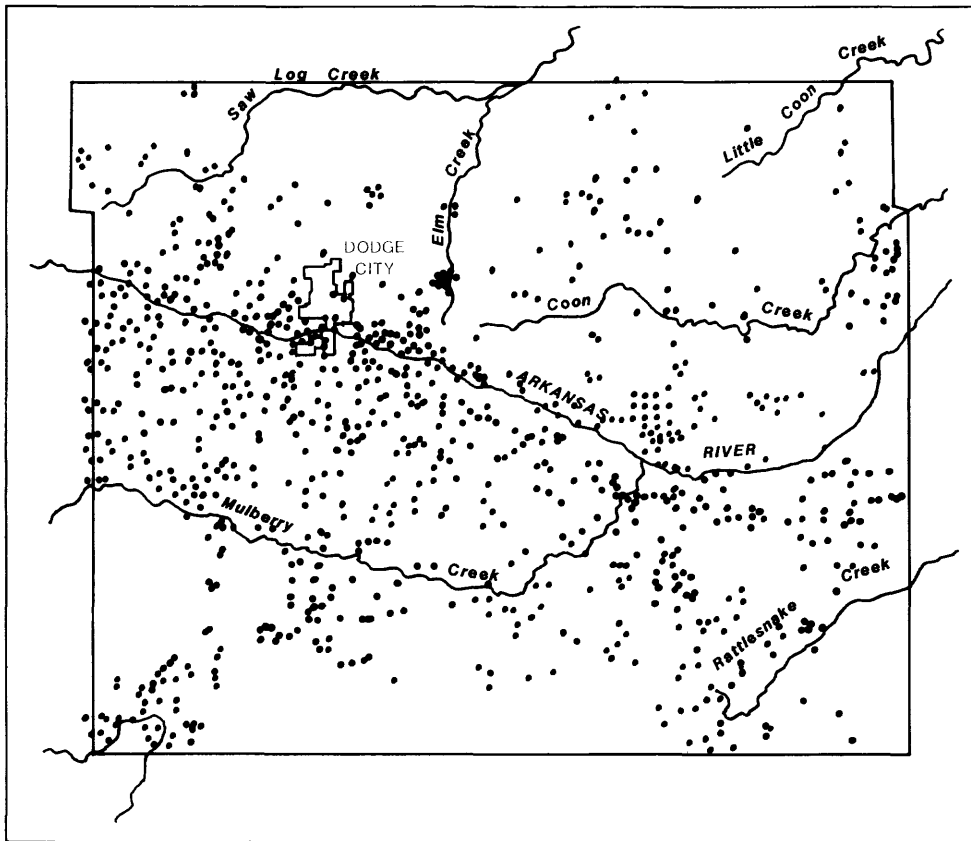 Creek
Saw Log Creek
Little Coon
Elm Creek
DODGE
CITY
Coon Creek
ARKANSAS RIVER
Mulberry Creek
Rattlesnake Creek